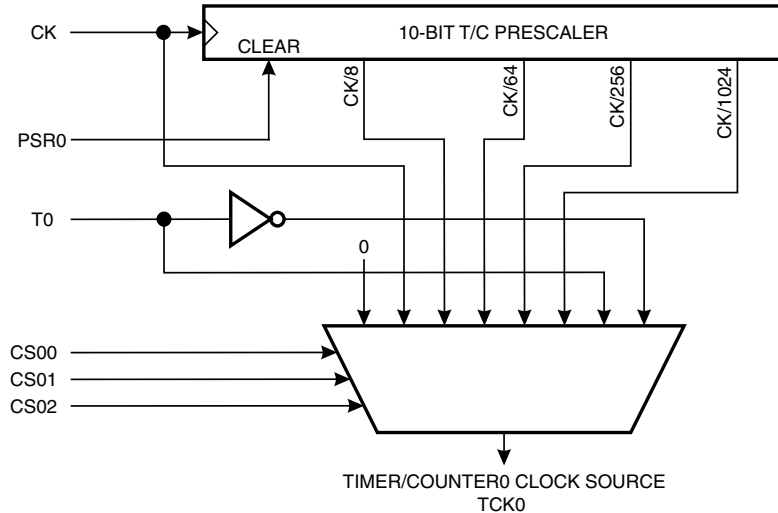 CK
10-BIT T/C PRESCALER
CLEAR
CK/8
CK/64
CK/256
CK/1024
PSR0
T0
0
CS00
CS01
CS02
TIMER/COUNTER0 CLOCK SOURCE
TCK0